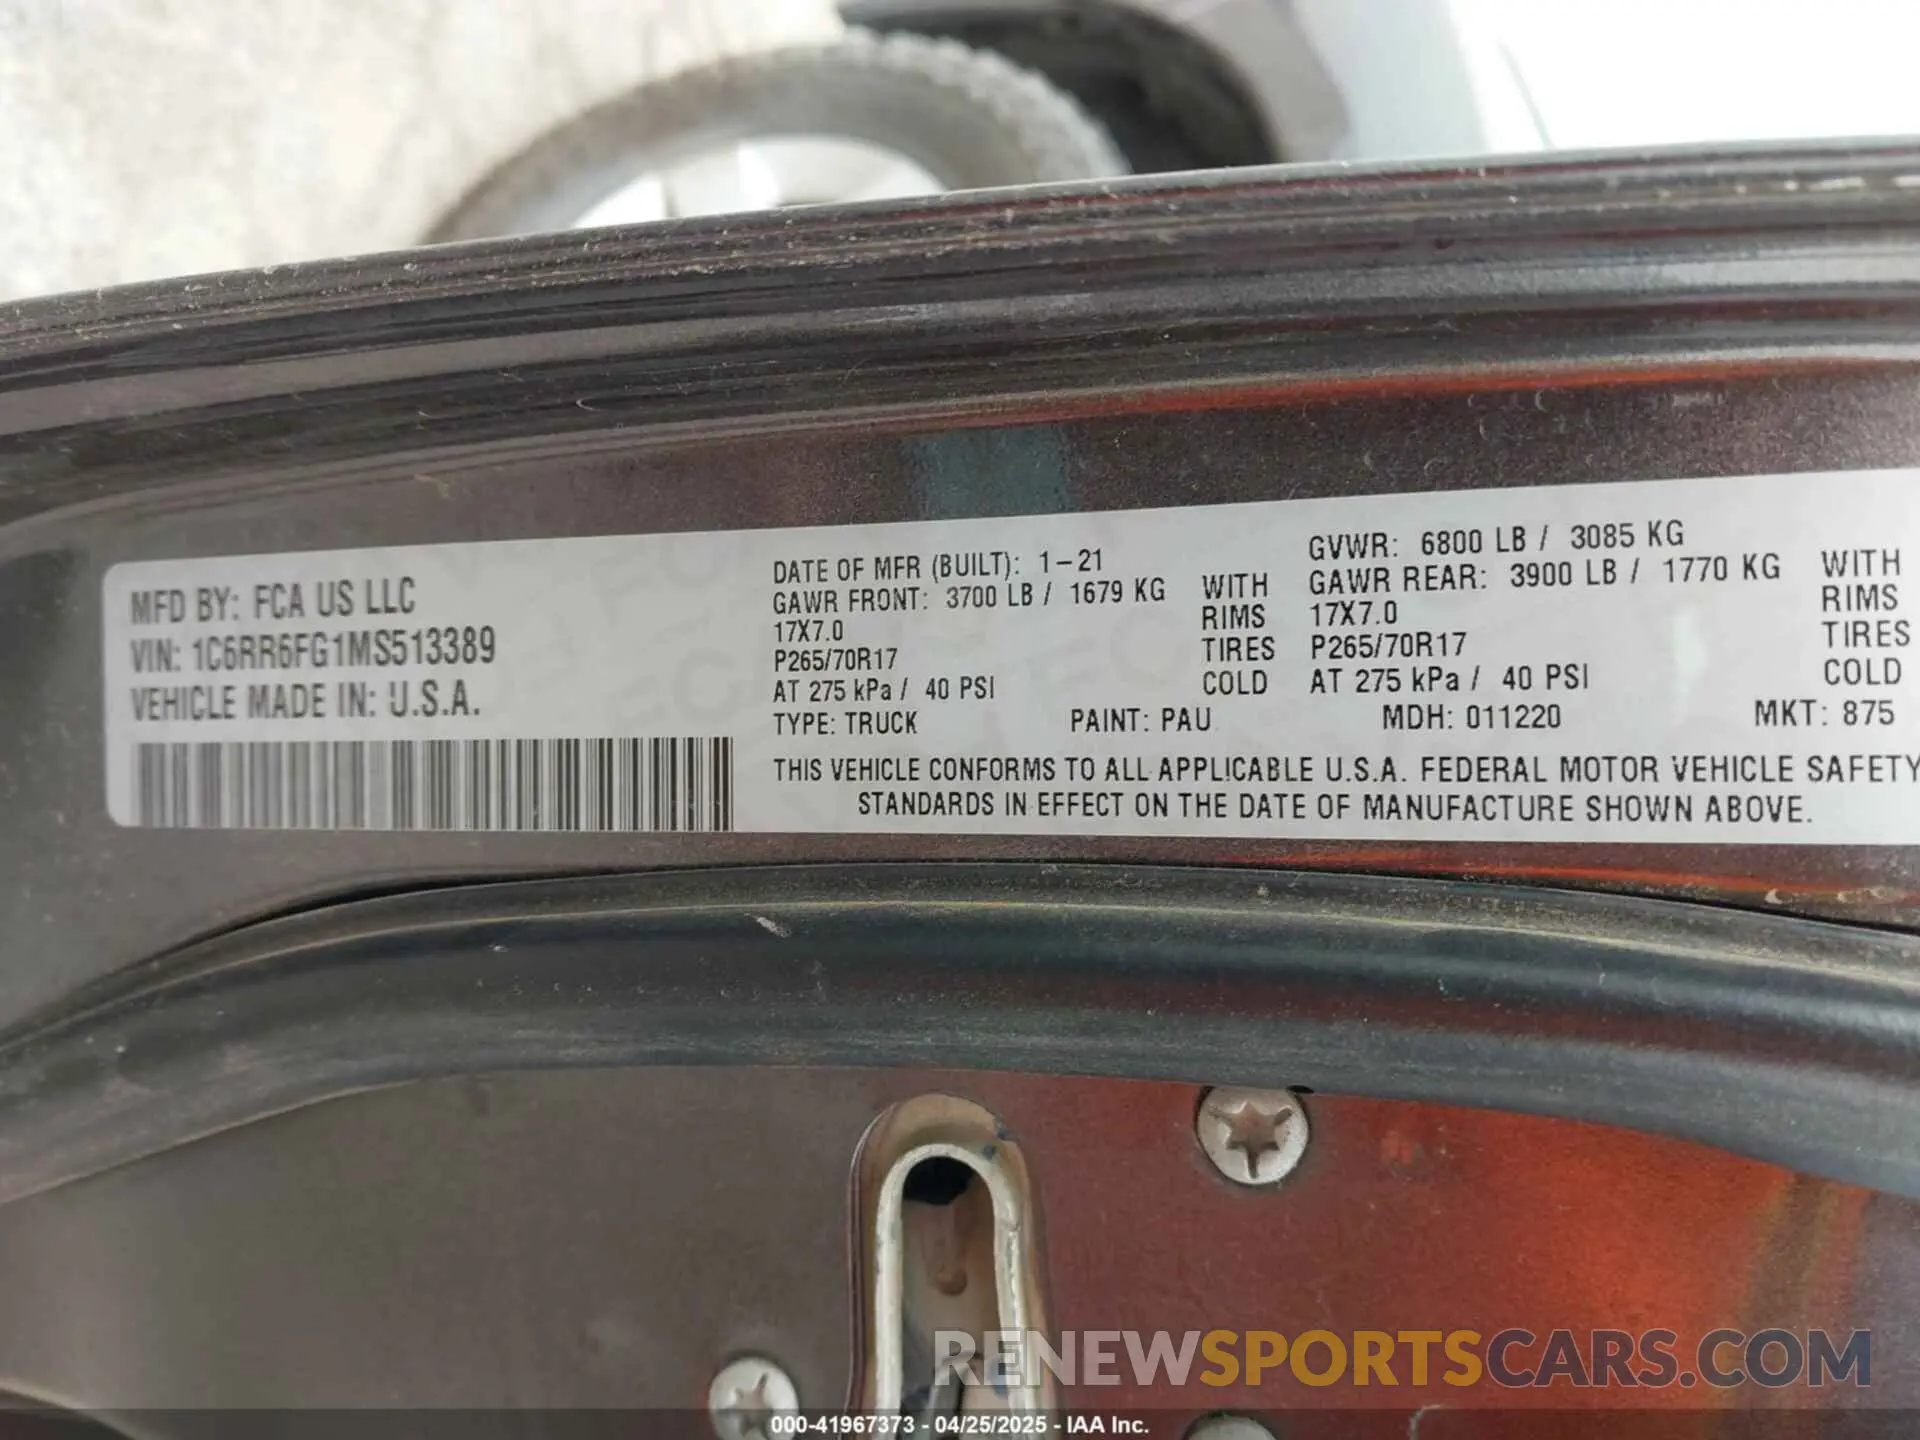 MFD BY: FCA US LLC
VIN: 1C6RR6FG1MS513389
VEHICLE MADE IN: U.S.A.
DATE OF MFR (BUILT): 1-21
GAWR FRONT: 3700 LB / 1679 KG WITH
17X7.0 RIMS
P265/70R17 TIRES
AT 275 kPa / 40 PSI COLD
GVWR: 6800 LB / 3085 KG
GAWR REAR: 3900 LB / 1770 KG WITH
17X7.0 RIMS
P265/70R17 TIRES
AT 275 kPa / 40 PSI COLD
TYPE: TRUCK PAINT: PAU MDH: 011220 MKT: 875
THIS VEHICLE CONFORMS TO ALL APPLICABLE U.S.A. FEDERAL MOTOR VEHICLE SAFETY
STANDARDS IN EFFECT ON THE DATE OF MANUFACTURE SHOWN ABOVE.
RENEWSPORTSCARS.COM
000-41967373 - 04/25/2025 - IAA Inc.